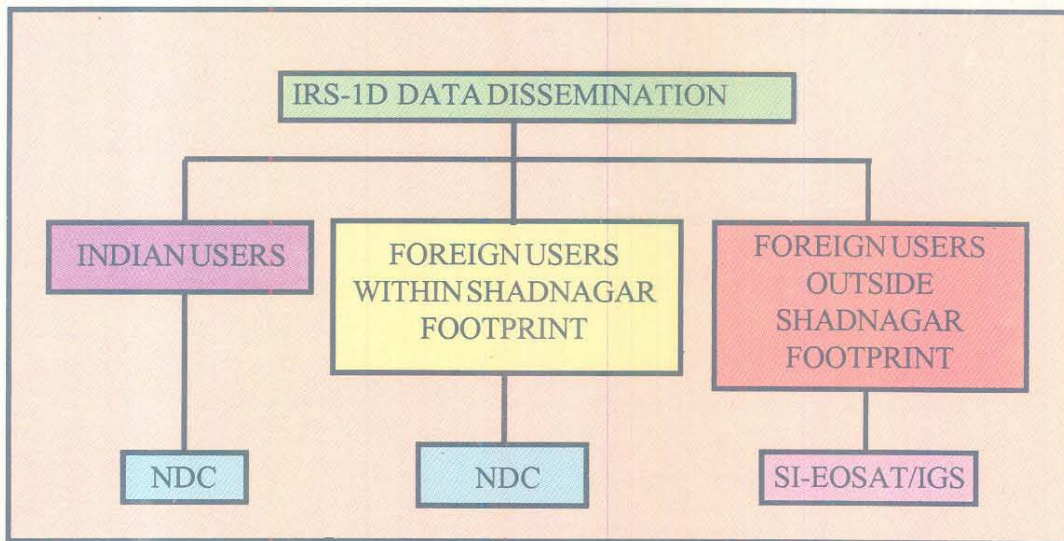 IRS-1D DATA DISSEMINATION
INDIAN USERS
FOREIGN USERS
WITHIN SHADNAGAR
FOOTPRINT
FOREIGN USERS
OUTSIDE
SHADNAGAR
FOOTPRINT
NDC
NDC
SI-EOSAT/IGS